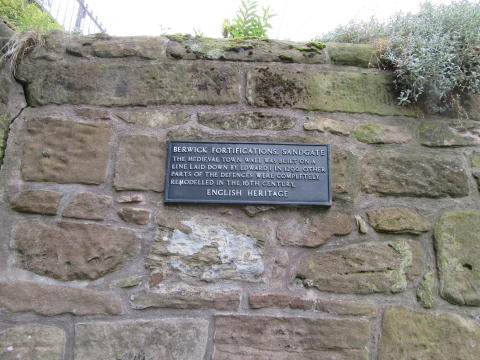 BERWICK FORTIFICATIONS, SANDGATE
THE MEDIEVAL TOWN WALL WAS BUILT ON A
LINE LAID DOWN BY EDWARD I IN 1296. OTHER
PARTS OF THE DEFENCES WERE COMPLETELY
REMODELLED IN THE 16TH CENTURY.
ENGLISH HERITAGE